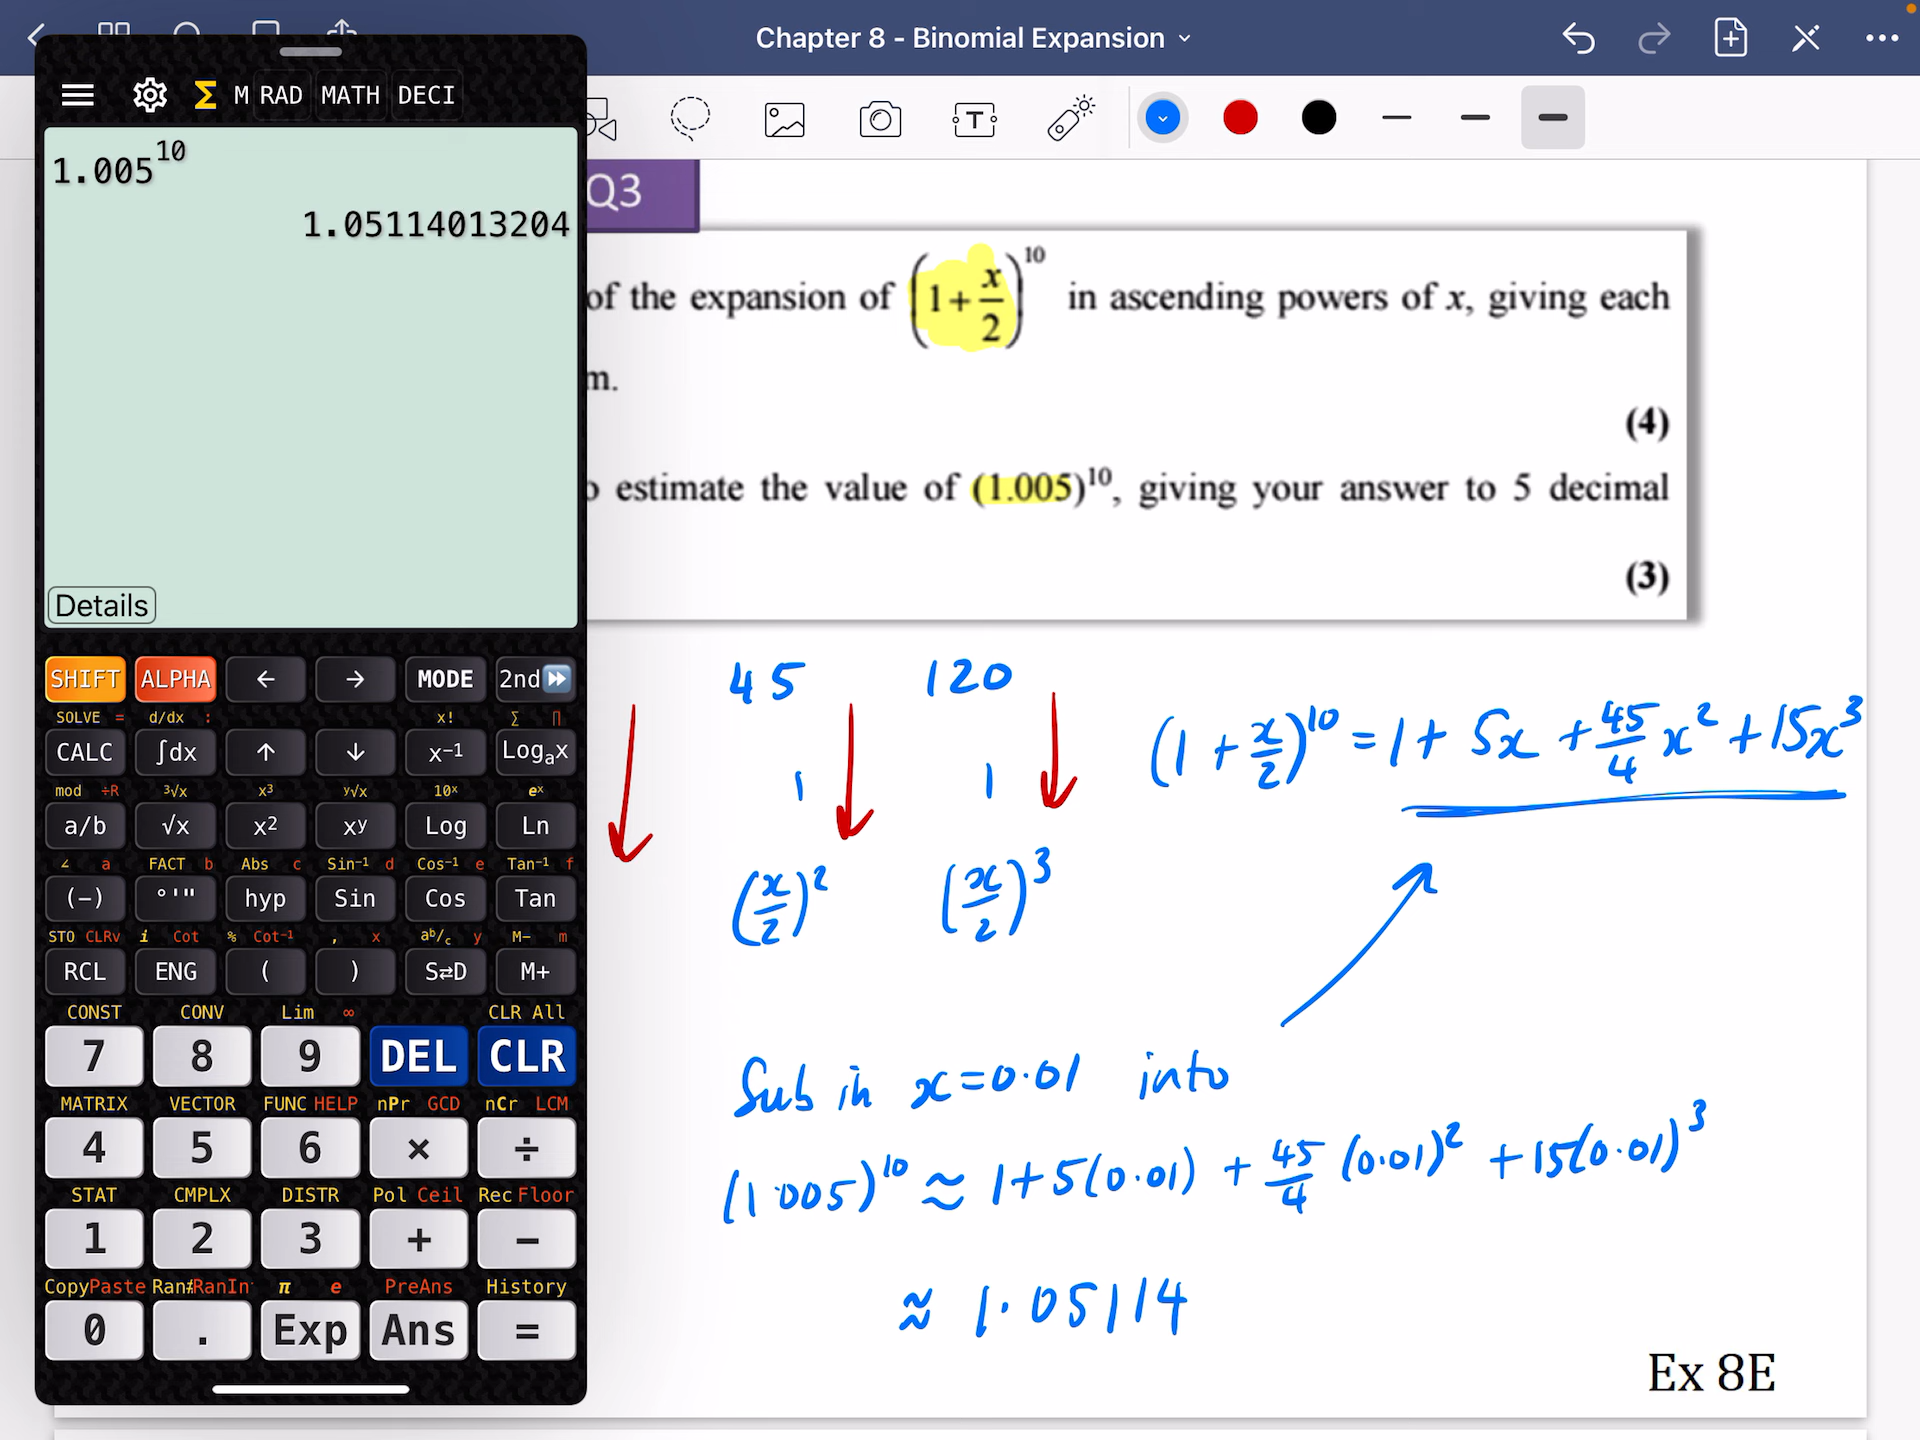 Chapter 8 - Binomial Expansion
M RAD MATH DECI
1.005^10
1.05114013204
Details
SHIFT ALPHA ← → MODE 2nd
SOLVE = d/dx : x! ∑ ∏
CALC ∫dx ↑ ↓ x⁻¹ Logₐx
mod ÷R ³√x x³ ʸ√x 10ˣ eˣ
a/b √x x² xʸ Log Ln
∠ a FACT b Abs c Sin⁻¹ d Cos⁻¹ e Tan⁻¹ f
(−) °'" hyp Sin Cos Tan
STO CLRv i Cot % Cot⁻¹ , x aᵇ/c y M− m
RCL ENG ( ) S⇄D M+
CONST CONV Lim ∞ CLR All
7 8 9 DEL CLR
MATRIX VECTOR FUNC HELP nPr GCD nCr LCM
4 5 6 × ÷
STAT CMPLX DISTR Pol Ceil Rec Floor
1 2 3 + −
Copy Paste Ran# RanIn π e PreAns History
0 . Exp Ans =
Q3
of the expansion of (1 + x/2)^10 in ascending powers of x, giving each
m.
(4)
estimate the value of (1.005)^10, giving your answer to 5 decimal
(3)
45 120
1 1
(x/2)² (x/2)³
(1 + x/2)^10 = 1 + 5x + 45/4 x² + 15x³
Sub in x = 0.01 into
(1.005)^10 ≈ 1 + 5(0.01) + 45/4 (0.01)² + 15(0.01)³
≈ 1.05114
Ex 8E